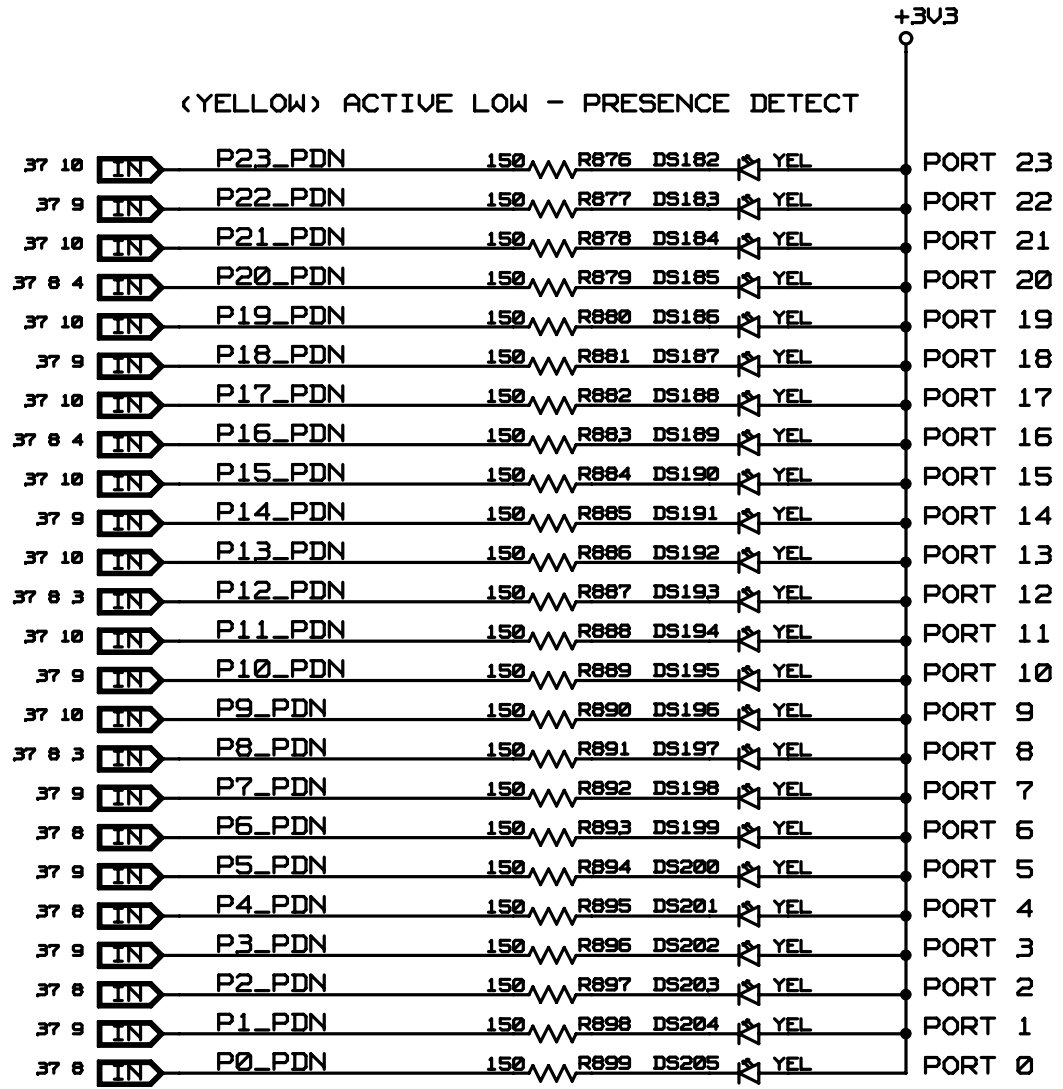 +3V3
(YELLOW) ACTIVE LOW - PRESENCE DETECT
37 10 IN P23_PDN 150 R876 DS182 YEL PORT 23
37 9 IN P22_PDN 150 R877 DS183 YEL PORT 22
37 10 IN P21_PDN 150 R878 DS184 YEL PORT 21
37 8 4 IN P20_PDN 150 R879 DS185 YEL PORT 20
37 10 IN P19_PDN 150 R880 DS186 YEL PORT 19
37 9 IN P18_PDN 150 R881 DS187 YEL PORT 18
37 10 IN P17_PDN 150 R882 DS188 YEL PORT 17
37 8 4 IN P16_PDN 150 R883 DS189 YEL PORT 16
37 10 IN P15_PDN 150 R884 DS190 YEL PORT 15
37 9 IN P14_PDN 150 R885 DS191 YEL PORT 14
37 10 IN P13_PDN 150 R886 DS192 YEL PORT 13
37 8 3 IN P12_PDN 150 R887 DS193 YEL PORT 12
37 10 IN P11_PDN 150 R888 DS194 YEL PORT 11
37 9 IN P10_PDN 150 R889 DS195 YEL PORT 10
37 10 IN P9_PDN 150 R890 DS196 YEL PORT 9
37 8 3 IN P8_PDN 150 R891 DS197 YEL PORT 8
37 9 IN P7_PDN 150 R892 DS198 YEL PORT 7
37 8 IN P6_PDN 150 R893 DS199 YEL PORT 6
37 9 IN P5_PDN 150 R894 DS200 YEL PORT 5
37 8 IN P4_PDN 150 R895 DS201 YEL PORT 4
37 9 IN P3_PDN 150 R896 DS202 YEL PORT 3
37 8 IN P2_PDN 150 R897 DS203 YEL PORT 2
37 9 IN P1_PDN 150 R898 DS204 YEL PORT 1
37 8 IN P0_PDN 150 R899 DS205 YEL PORT 0